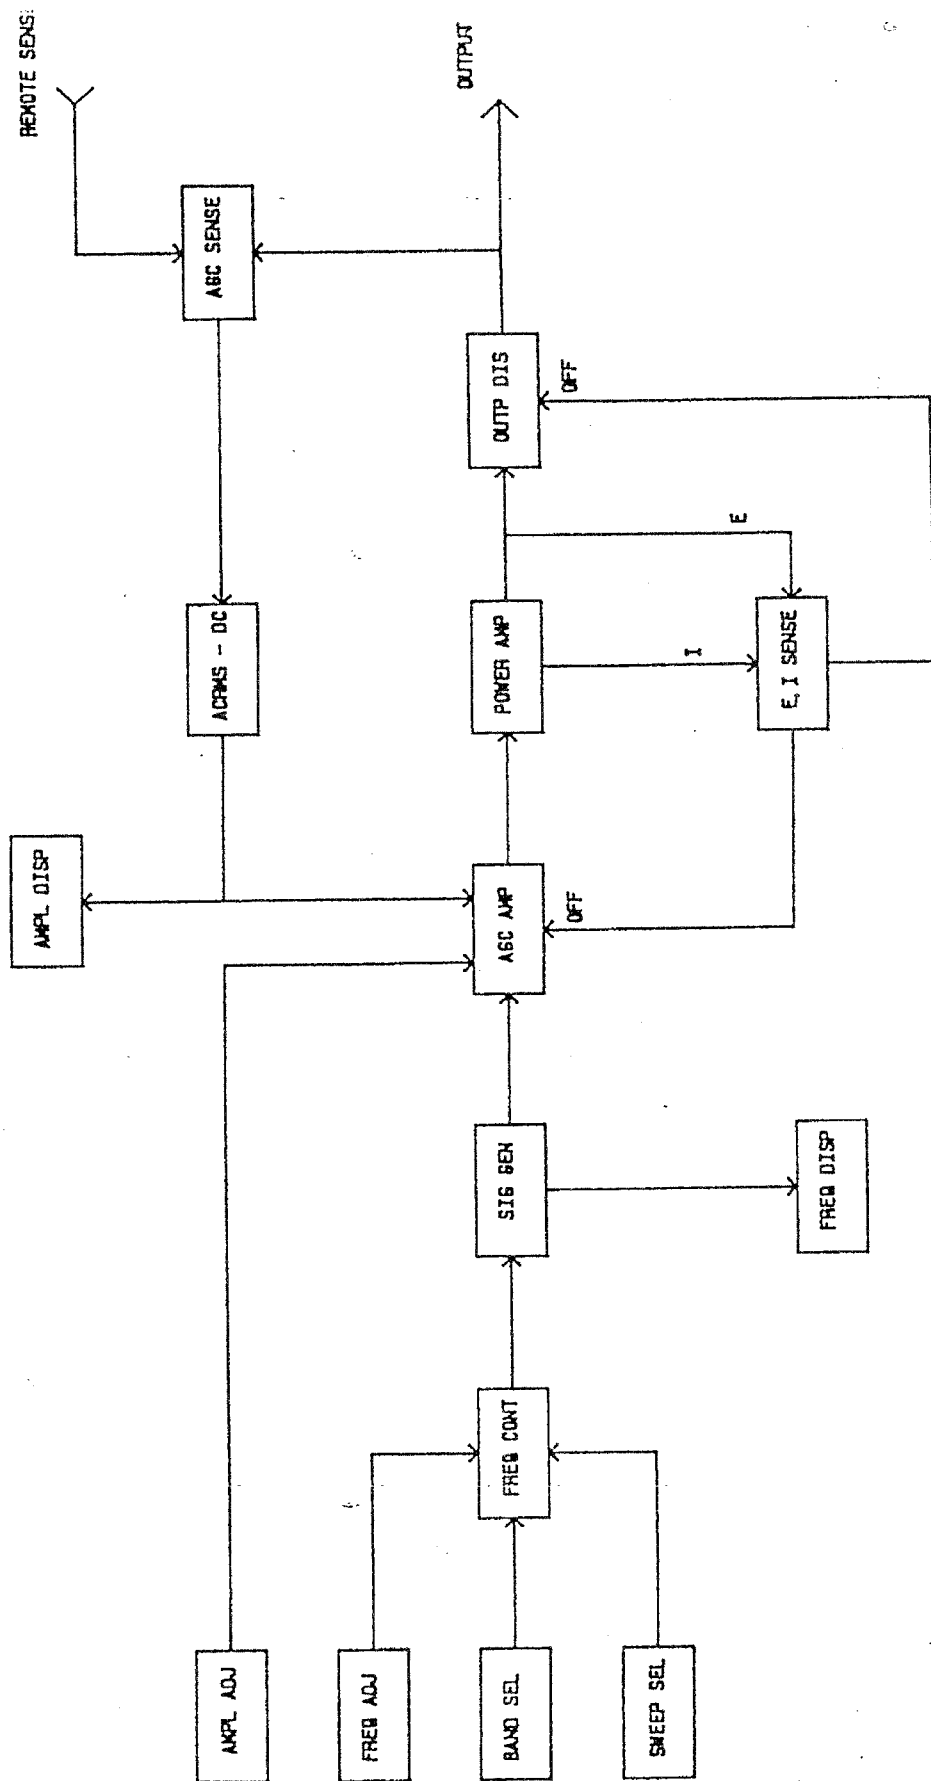 REMOTE SENS
AGC SENSE
OUTPUT
ACRMS - DC
OUTP DIS
OFF
AMPL DISP
POWER AMP
E
I
E, I SENSE
AGC AMP
OFF
SIG GEN
FREQ DISP
FREQ CONT
AMPL ADJ
FREQ ADJ
BAND SEL
SWEEP SEL